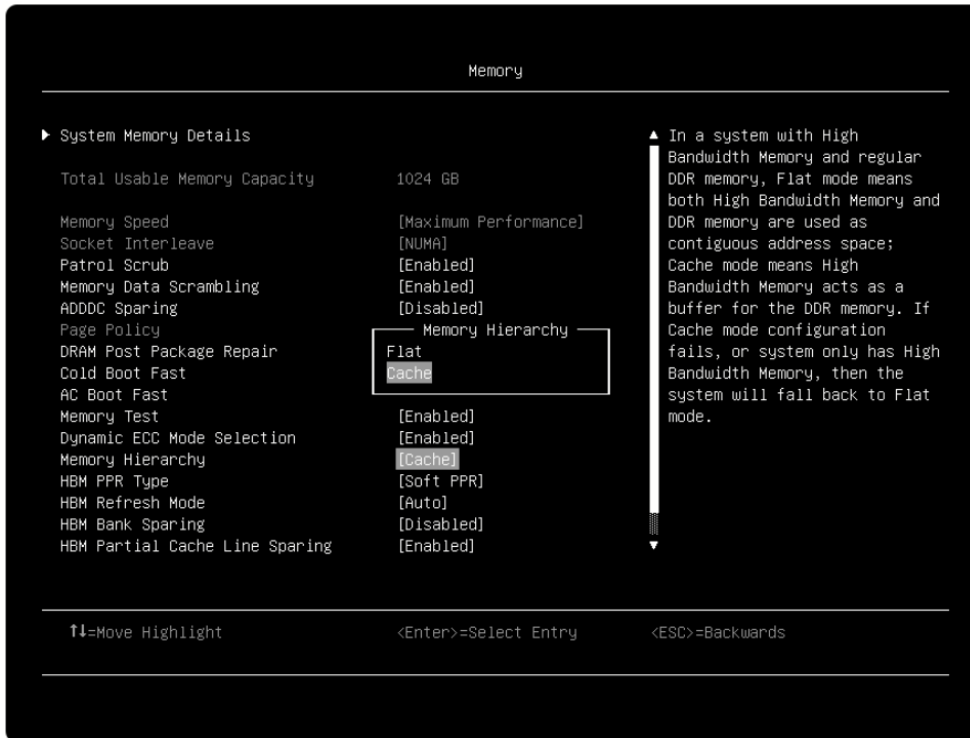 Memory
▶ System Memory Details
Total Usable Memory Capacity 1024 GB
Memory Speed [Maximum Performance]
Socket Interleave [NUMA]
Patrol Scrub [Enabled]
Memory Data Scrambling [Enabled]
ADDDC Sparing [Disabled]
Page Policy
DRAM Post Package Repair
Cold Boot Fast
AC Boot Fast
Memory Hierarchy
Flat
Cache
Memory Test [Enabled]
Dynamic ECC Mode Selection [Enabled]
Memory Hierarchy [Cache]
HBM PPR Type [Soft PPR]
HBM Refresh Mode [Auto]
HBM Bank Sparing [Disabled]
HBM Partial Cache Line Sparing [Enabled]
In a system with High
Bandwidth Memory and regular
DDR memory, Flat mode means
both High Bandwidth Memory and
DDR memory are used as
contiguous address space;
Cache mode means High
Bandwidth Memory acts as a
buffer for the DDR memory. If
Cache mode configuration
fails, or system only has High
Bandwidth Memory, then the
system will fall back to Flat
mode.
↑↓=Move Highlight <Enter>=Select Entry <ESC>=Backwards